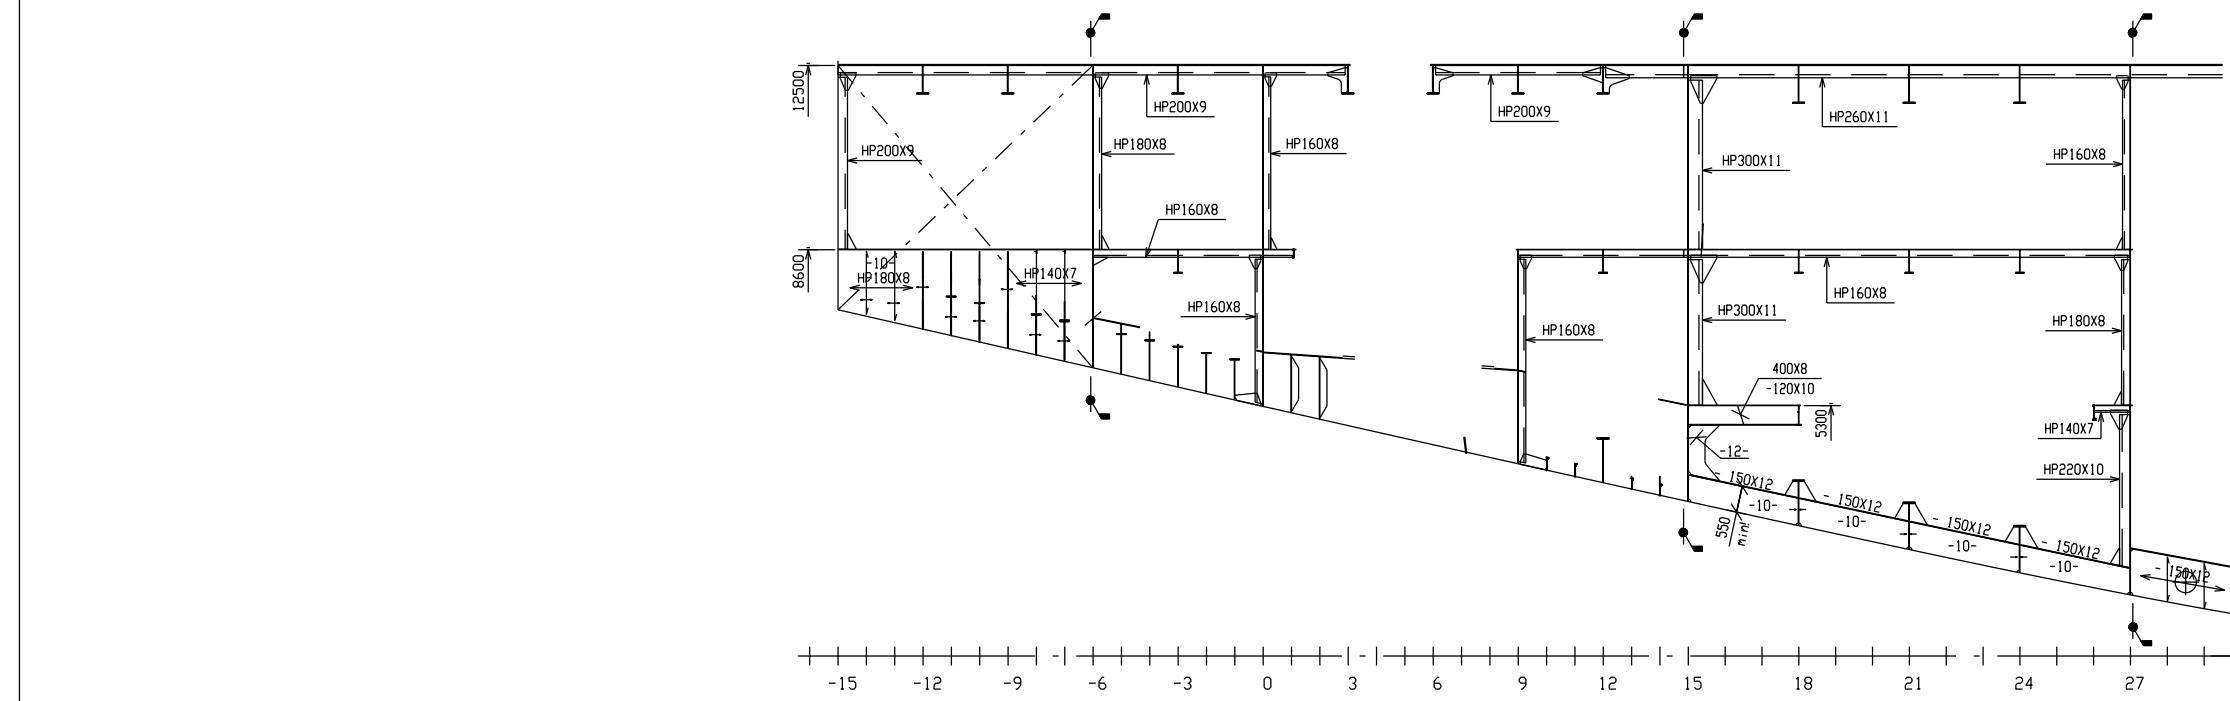 12500
HP200X9
HP200X9
HP260X11
HP200X9
HP180X8
HP160X8
HP300X11
HP160X8
HP160X8
8600
-10-
HP180X8
HP140X7
HP160X8
HP160X8
HP300X11
HP160X8
HP180X8
400X8
-120X10
5300
HP140X7
-12-
HP220X10
- 150X12
- 150X12
- 150X12
- 150X12
- 150X12
-10-
-10-
-10-
-10-
550
min!
-15 -12 -9 -6 -3 0 3 6 9 12 15 18 21 24 27